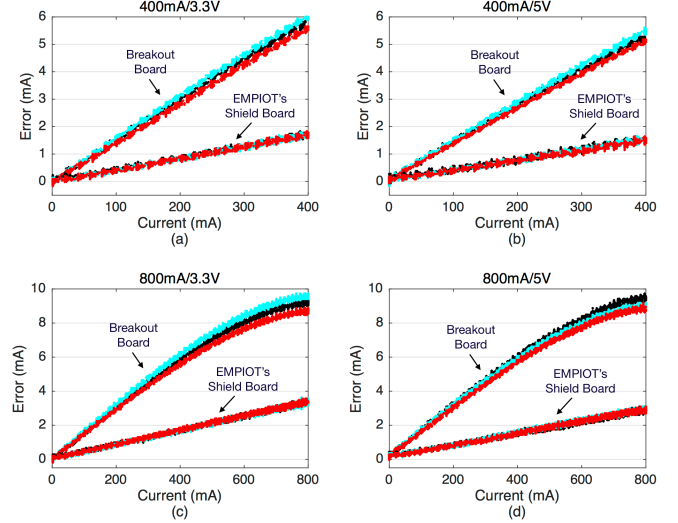 400mA/3.3V
6
5
4
3
2
1
0
Error (mA)
Breakout
Board
EMPIOT's
Shield Board
0
100
200
300
400
Current (mA)
(a)
400mA/5V
6
5
4
3
2
1
0
Error (mA)
Breakout
Board
EMPIOT's
Shield Board
0
100
200
300
400
Current (mA)
(b)
800mA/3.3V
10
8
6
4
2
0
Error (mA)
Breakout
Board
EMPIOT's
Shield Board
0
200
400
600
800
Current (mA)
(c)
800mA/5V
10
8
6
4
2
0
Error (mA)
Breakout
Board
EMPIOT's
Shield Board
0
200
400
600
800
Current (mA)
(d)